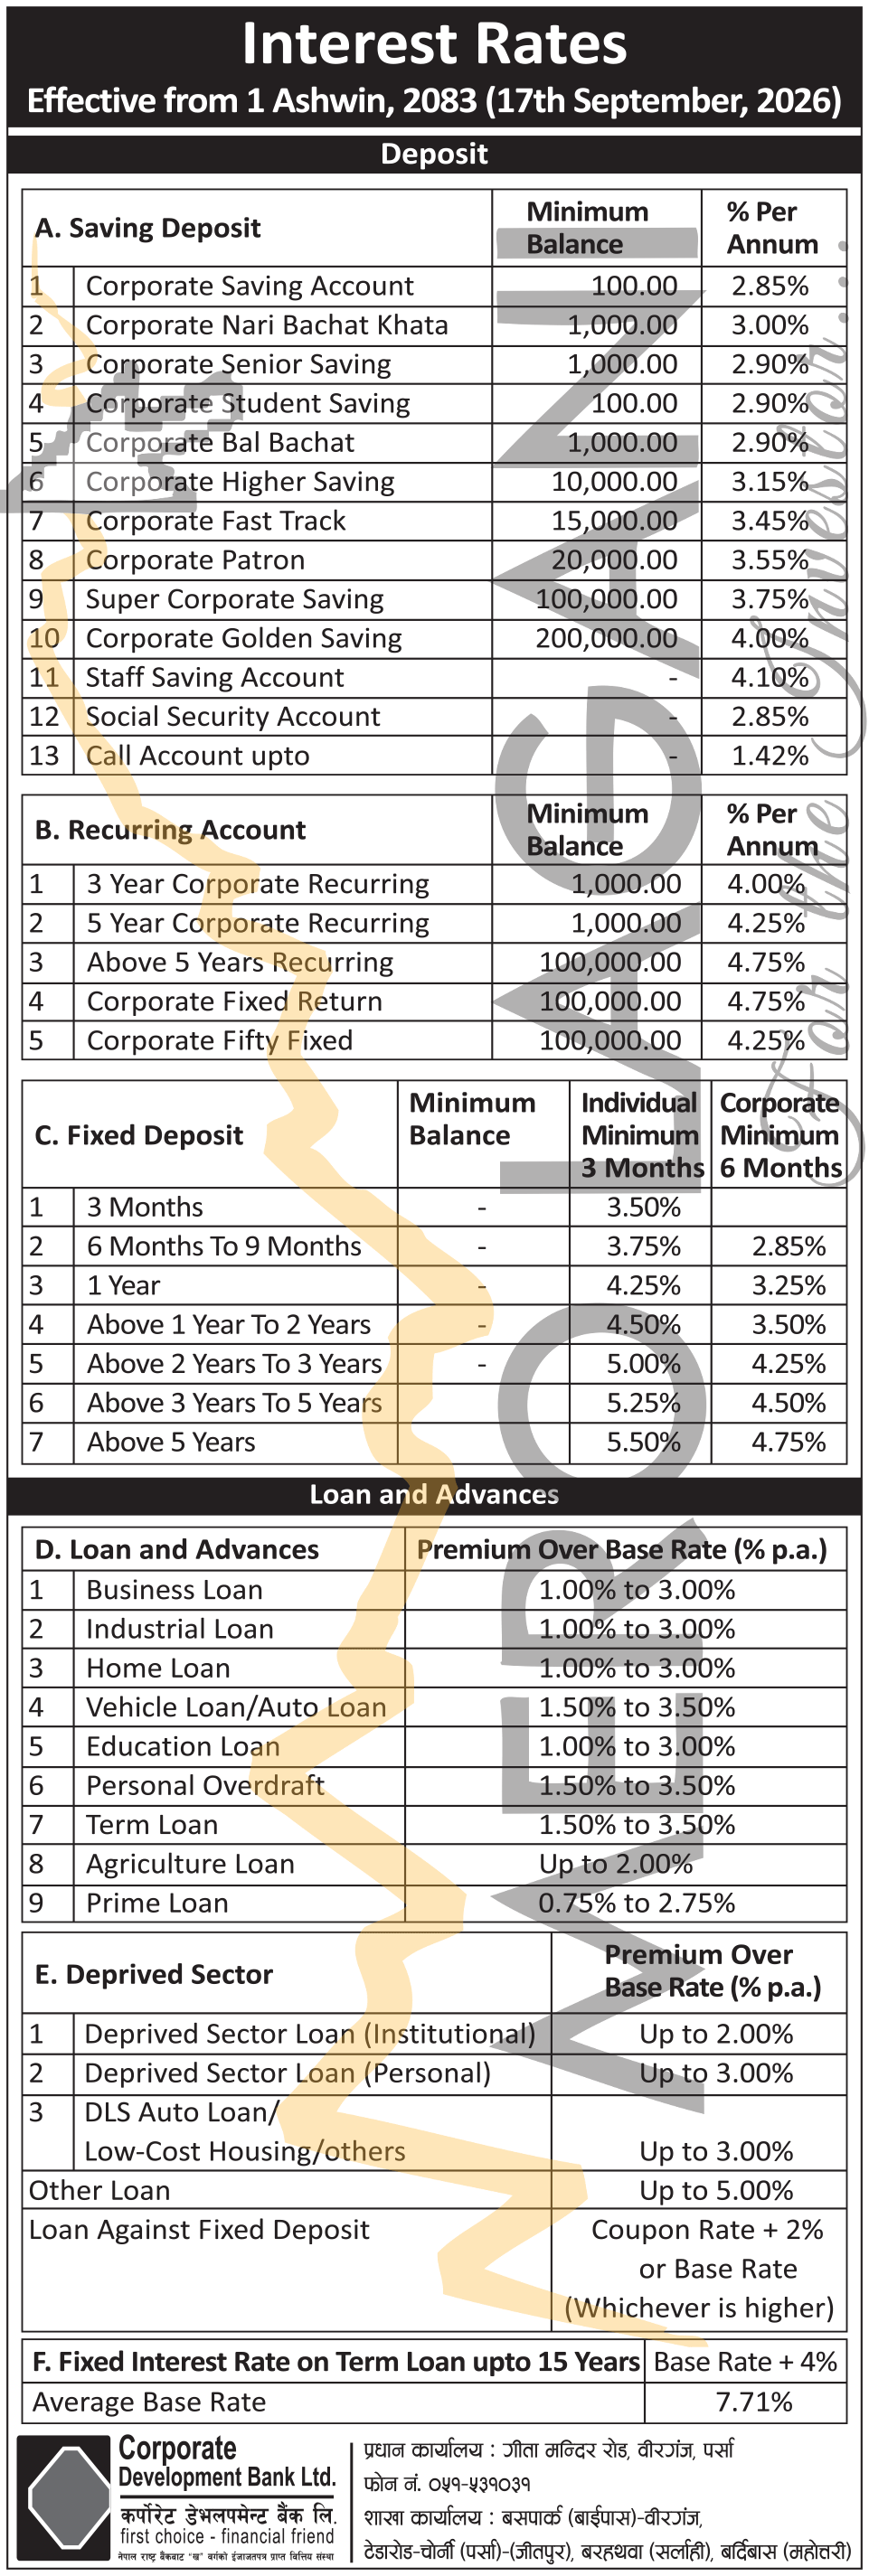 Interest Rates
Effective from 1 Ashwin, 2083 (17th September, 2026)
Deposit
A. Saving Deposit Minimum Balance % Per Annum
1 Corporate Saving Account 100.00 2.85%
2 Corporate Nari Bachat Khata 1,000.00 3.00%
3 Corporate Senior Saving 1,000.00 2.90%
4 Corporate Student Saving 100.00 2.90%
5 Corporate Bal Bachat 1,000.00 2.90%
6 Corporate Higher Saving 10,000.00 3.15%
7 Corporate Fast Track 15,000.00 3.45%
8 Corporate Patron 20,000.00 3.55%
9 Super Corporate Saving 100,000.00 3.75%
10 Corporate Golden Saving 200,000.00 4.00%
11 Staff Saving Account - 4.10%
12 Social Security Account - 2.85%
13 Call Account upto - 1.42%
B. Recurring Account Minimum Balance % Per Annum
1 3 Year Corporate Recurring 1,000.00 4.00%
2 5 Year Corporate Recurring 1,000.00 4.25%
3 Above 5 Years Recurring 100,000.00 4.75%
4 Corporate Fixed Return 100,000.00 4.75%
5 Corporate Fifty Fixed 100,000.00 4.25%
C. Fixed Deposit Minimum Balance Individual Minimum 3 Months Corporate Minimum 6 Months
1 3 Months - 3.50%
2 6 Months To 9 Months - 3.75% 2.85%
3 1 Year - 4.25% 3.25%
4 Above 1 Year To 2 Years - 4.50% 3.50%
5 Above 2 Years To 3 Years - 5.00% 4.25%
6 Above 3 Years To 5 Years 5.25% 4.50%
7 Above 5 Years 5.50% 4.75%
Loan and Advances
D. Loan and Advances Premium Over Base Rate (% p.a.)
1 Business Loan 1.00% to 3.00%
2 Industrial Loan 1.00% to 3.00%
3 Home Loan 1.00% to 3.00%
4 Vehicle Loan/Auto Loan 1.50% to 3.50%
5 Education Loan 1.00% to 3.00%
6 Personal Overdraft 1.50% to 3.50%
7 Term Loan 1.50% to 3.50%
8 Agriculture Loan Up to 2.00%
9 Prime Loan 0.75% to 2.75%
E. Deprived Sector Premium Over Base Rate (% p.a.)
1 Deprived Sector Loan (Institutional) Up to 2.00%
2 Deprived Sector Loan (Personal) Up to 3.00%
3 DLS Auto Loan/
Low-Cost Housing/others Up to 3.00%
Other Loan Up to 5.00%
Loan Against Fixed Deposit Coupon Rate + 2%
or Base Rate
(Whichever is higher)
F. Fixed Interest Rate on Term Loan upto 15 Years Base Rate + 4%
Average Base Rate 7.71%
Corporate
Development Bank Ltd.
कर्पोरेट डेभलपमेन्ट बैंक लि.
first choice - financial friend
नेपाल राष्ट्र बैंकबाट "ख" वर्गको ईजाजतपत्र प्राप्त वित्तिय संस्था
प्रधान कार्यालय : गीता मन्दिर रोड, वीरगंज, पर्सा
फोन नं. ०५१-५३१०३१
शाखा कार्यालय : बसपार्क (बाईपास)-वीरगंज,
ठेडारोड-चोर्नी (पर्सा)-(जीतपुर), बरहथवा (सर्लाही), बर्दिबास (महोत्तरी)
MERO LAGANI
For the Investor...